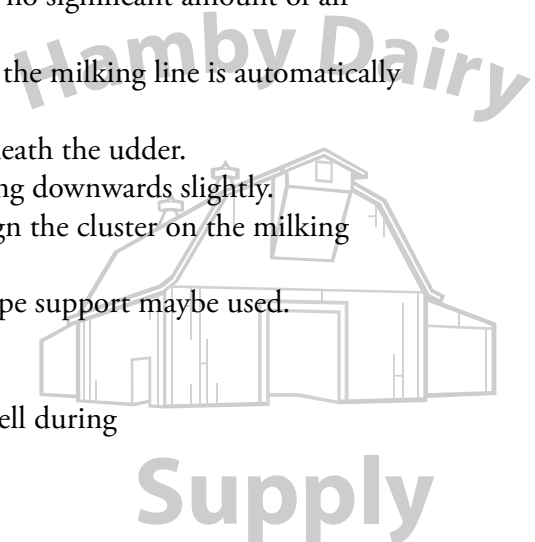 no significant amount of an
Hamby Dairy
the milking line is automatically
eath the udder.
ng downwards slightly.
gn the cluster on the milking
pe support maybe used.
ell during
Supply